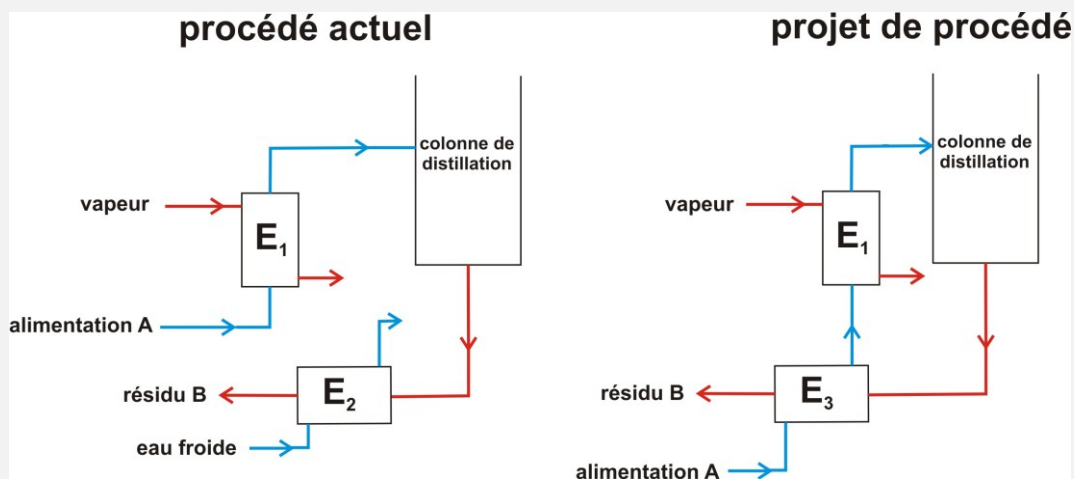 procédé actuel
colonne de
distillation
vapeur
E1
alimentation A
résidu B
E2
eau froide
projet de procédé
colonne de
distillation
vapeur
E1
résidu B
E3
alimentation A